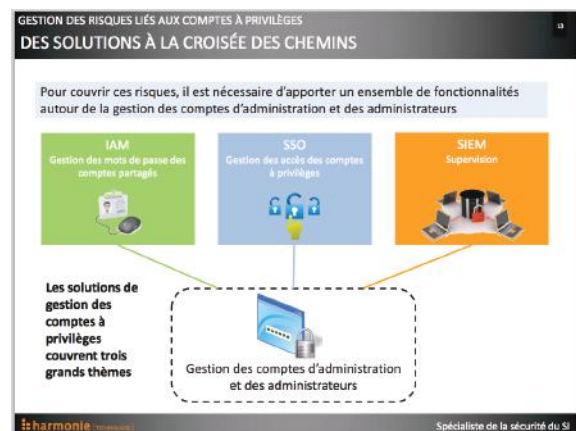 GESTION DES RISQUES LIÉS AUX COMPTES À PRIVILÈGES
13
DES SOLUTIONS À LA CROISÉE DES CHEMINS
Pour couvrir ces risques, il est nécessaire d'apporter un ensemble de fonctionnalités
autour de la gestion des comptes d'administration et des administrateurs
IAM
Gestion des mots de passe des
comptes partagés
SSO
Gestion des accès des comptes
à privilèges
SIEM
Supervision
Les solutions de
gestion des
comptes à
privilèges
couvrent trois
grands thèmes
Gestion des comptes d'administration
et des administrateurs
harmonie TECHNOLOGIE
Spécialiste de la sécurité du SI